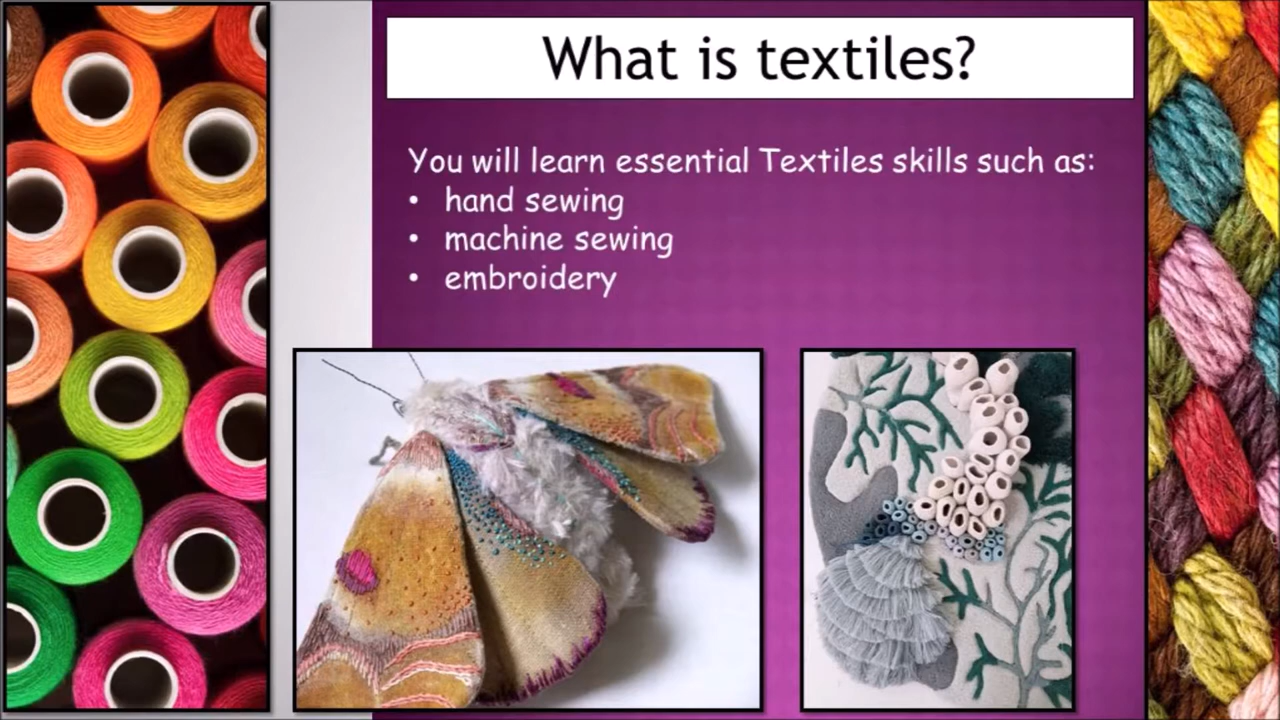 What is textiles?
You will learn essential Textiles skills such as:
• hand sewing
• machine sewing
• embroidery